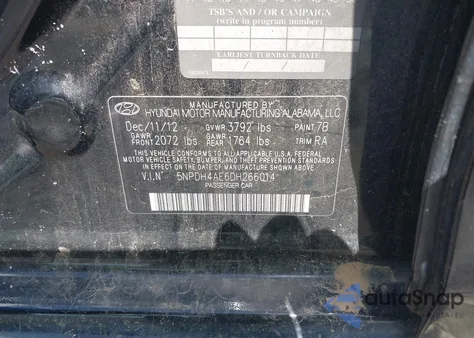 TSB'S AND / OR CAMPAIGN
(write in program number)
EARLIEST TURNBACK DATE
/ /
HYUNDAI
MANUFACTURED BY
HYUNDAI MOTOR MANUFACTURING ALABAMA, LLC
Dec/11/12 GVWR 3792 lbs PAINT 7B
GAWR FRONT 2072 lbs GAWR REAR 1764 lbs TRIM RA
THIS VEHICLE CONFORMS TO ALL APPLICABLE U.S. FEDERAL MOTOR VEHICLE
SAFETY, BUMPER, AND THEFT PREVENTION STANDARDS IN
EFFECT ON THE DATE OF MANUFACTURE SHOWN ABOVE.
V.I.N 5NPDH4AE6DH266014
PASSENGER CAR
autoSnap